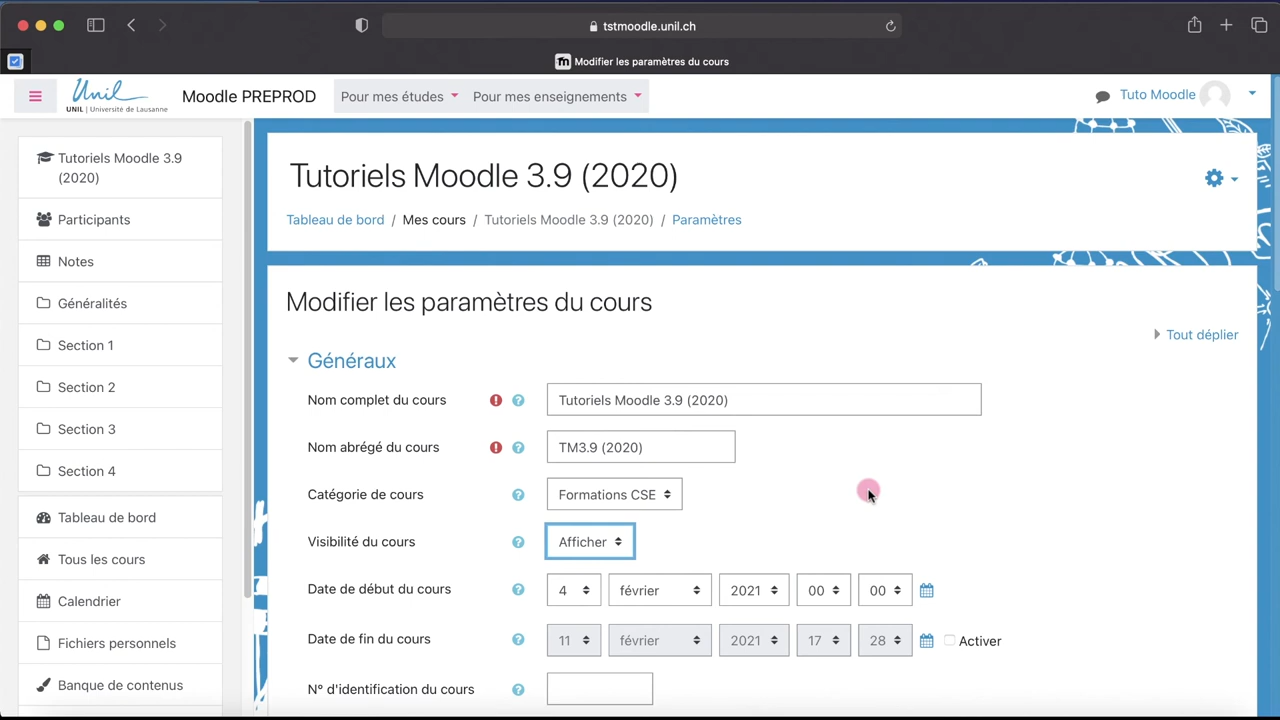 tstmoodle.unil.ch
Modifier les paramètres du cours
Unil
UNIL | Université de Lausanne
Moodle PREPROD
Pour mes études
Pour mes enseignements
Tuto Moodle
Tutoriels Moodle 3.9
(2020)
Participants
Notes
Généralités
Section 1
Section 2
Section 3
Section 4
Tableau de bord
Tous les cours
Calendrier
Fichiers personnels
Banque de contenus
Tutoriels Moodle 3.9 (2020)
Tableau de bord / Mes cours / Tutoriels Moodle 3.9 (2020) / Paramètres
Modifier les paramètres du cours
Tout déplier
Généraux
Nom complet du cours
Tutoriels Moodle 3.9 (2020)
Nom abrégé du cours
TM3.9 (2020)
Catégorie de cours
Formations CSE
Visibilité du cours
Afficher
Date de début du cours
4 février 2021 00 00
Date de fin du cours
11 février 2021 17 28 Activer
N° d'identification du cours